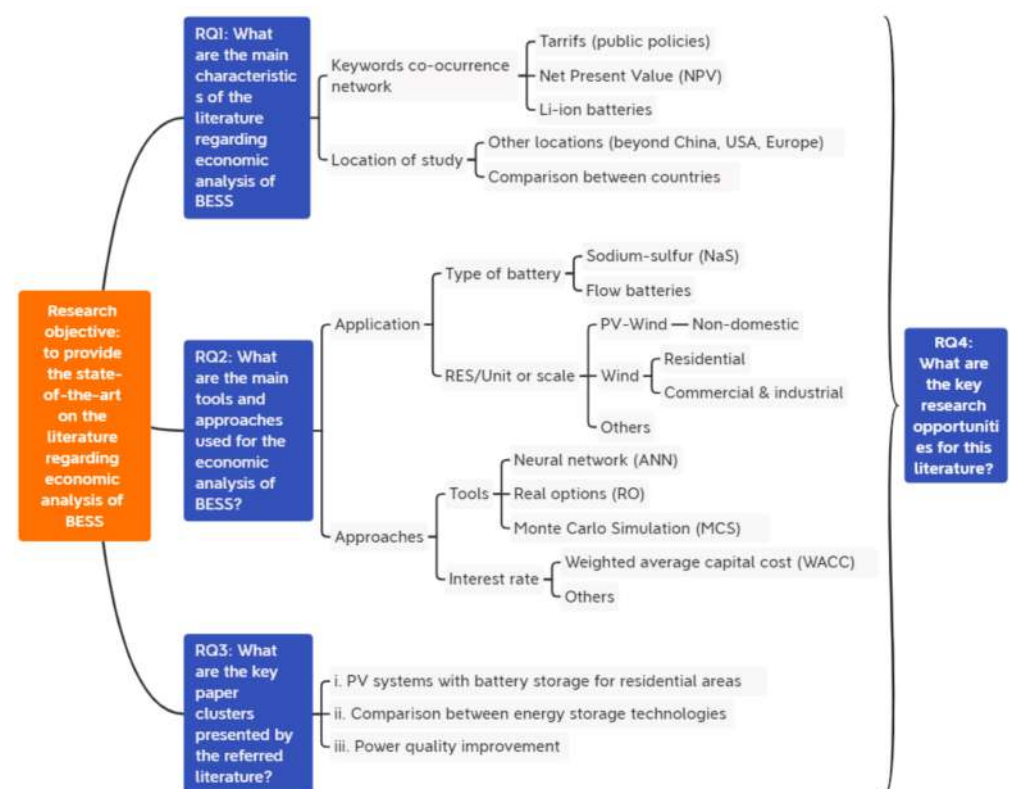 Research
objective:
to provide
the state-
of-the-art
on the
literature
regarding
economic
analysis of
BESS
RQ1: What
are the main
characteristic
s of the
literature
regarding
economic
analysis of
BESS
Keywords co-ocurrence
network
Tarrifs (public policies)
Net Present Value (NPV)
Li-ion batteries
Location of study
Other locations (beyond China, USA, Europe)
Comparison between countries
RQ2: What
are the main
tools and
approaches
used for the
economic
analysis of
BESS?
Application
Type of battery
Sodium-sulfur (NaS)
Flow batteries
RES/Unit or scale
PV-Wind
Non-domestic
Wind
Residential
Commercial & industrial
Others
Approaches
Tools
Neural network (ANN)
Real options (RO)
Monte Carlo Simulation (MCS)
Interest rate
Weighted average capital cost (WACC)
Others
RQ3: What
are the key
paper
clusters
presented by
the referred
literature?
i. PV systems with battery storage for residential areas
ii. Comparison between energy storage technologies
iii. Power quality improvement
RQ4:
What are
the key
research
opportuniti
es for this
literature?